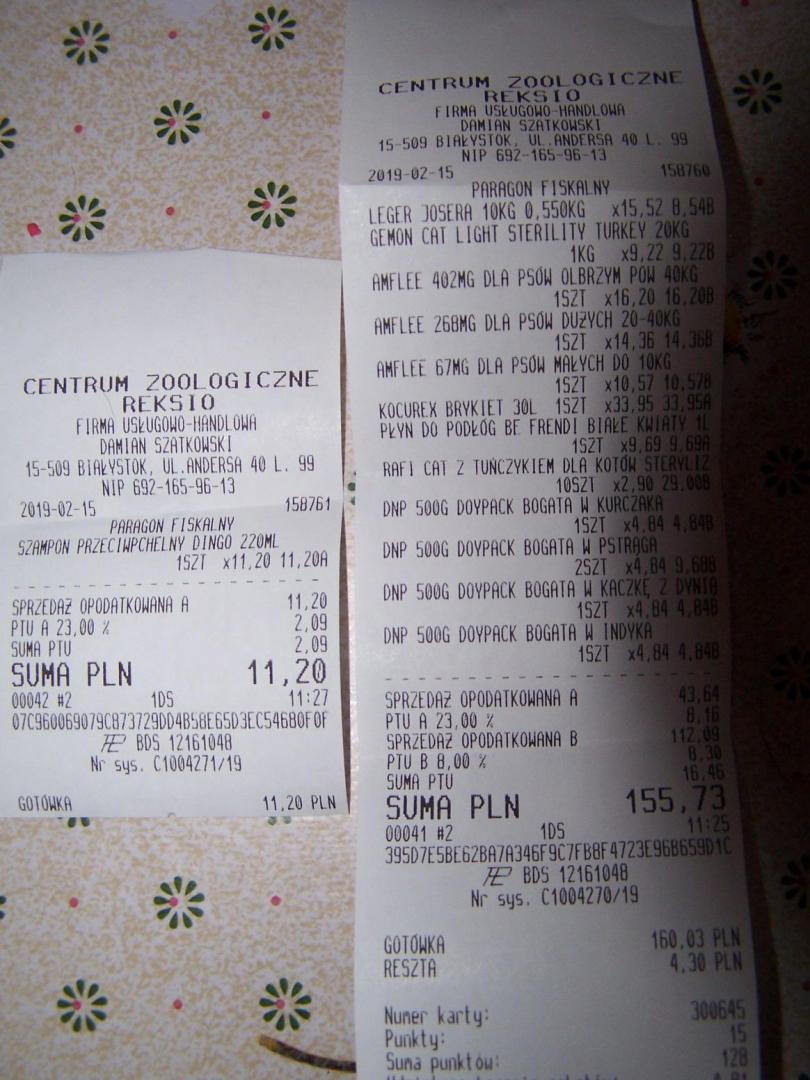 CENTRUM ZOOLOGICZNE
REKSIO
FIRMA USŁUGOWO-HANDLOWA
DAMIAN SZATKOWSKI
15-509 BIAŁYSTOK, UL.ANDERSA 40 L. 99
NIP 692-165-96-13
2019-02-15 158761
PARAGON FISKALNY
SZAMPON PRZECIWPCHELNY DINGO 220ML
1SZT x11,20 11,20A
SPRZEDAŻ OPODATKOWANA A 11,20
PTU A 23,00 % 2,09
SUMA PTU 2,09
SUMA PLN 11,20
00042 #2 1DS 11:27
07C960069079C873729DD4B58E65D3EC54680F0F
BDS 12161048
Nr sys. C1004271/19
GOTÓWKA 11,20 PLN
CENTRUM ZOOLOGICZNE
REKSIO
FIRMA USŁUGOWO-HANDLOWA
DAMIAN SZATKOWSKI
15-509 BIAŁYSTOK, UL.ANDERSA 40 L. 99
NIP 692-165-96-13
2019-02-15 158760
PARAGON FISKALNY
LEGER JOSERA 10KG 0,550KG x15,52 8,54B
GEMON CAT LIGHT STERILITY TURKEY 20KG
1KG x9,22 9,22B
AMFLEE 402MG DLA PSÓW OLBRZYM POW 40KG
1SZT x16,20 16,20B
AMFLEE 268MG DLA PSÓW DUŻYCH 20-40KG
1SZT x14,36 14,36B
AMFLEE 67MG DLA PSÓW MAŁYCH DO 10KG
1SZT x10,57 10,57B
KOCUREX BRYKIET 30L 1SZT x33,95 33,95A
PŁYN DO PODŁÓG BE FRENDI BIAŁE KWIATY 1L
1SZT x9,69 9,69A
RAFI CAT Z TUŃCZYKIEM DLA KOTÓW STERYLIZ
10SZT x2,90 29,00B
DNP 500G DOYPACK BOGATA W KURCZAKA
1SZT x4,84 4,84B
DNP 500G DOYPACK BOGATA W PSTRĄGA
2SZT x4,84 9,68B
DNP 500G DOYPACK BOGATA W KACZKĘ Z DYNIĄ
1SZT x4,84 4,84B
DNP 500G DOYPACK BOGATA W INDYKA
1SZT x4,84 4,84B
SPRZEDAŻ OPODATKOWANA A 43,64
PTU A 23,00 % 8,16
SPRZEDAŻ OPODATKOWANA B 112,09
PTU B 8,00 % 8,30
SUMA PTU 16,46
SUMA PLN 155,73
00041 #2 1DS 11:25
395D7E5BE62BA7A346F9C7FB8F4723E96B659D1C
BDS 12161048
Nr sys. C1004270/19
GOTÓWKA 160,03 PLN
RESZTA 4,30 PLN
Numer karty: 300645
Punkty: 15
Suma punktów: 128